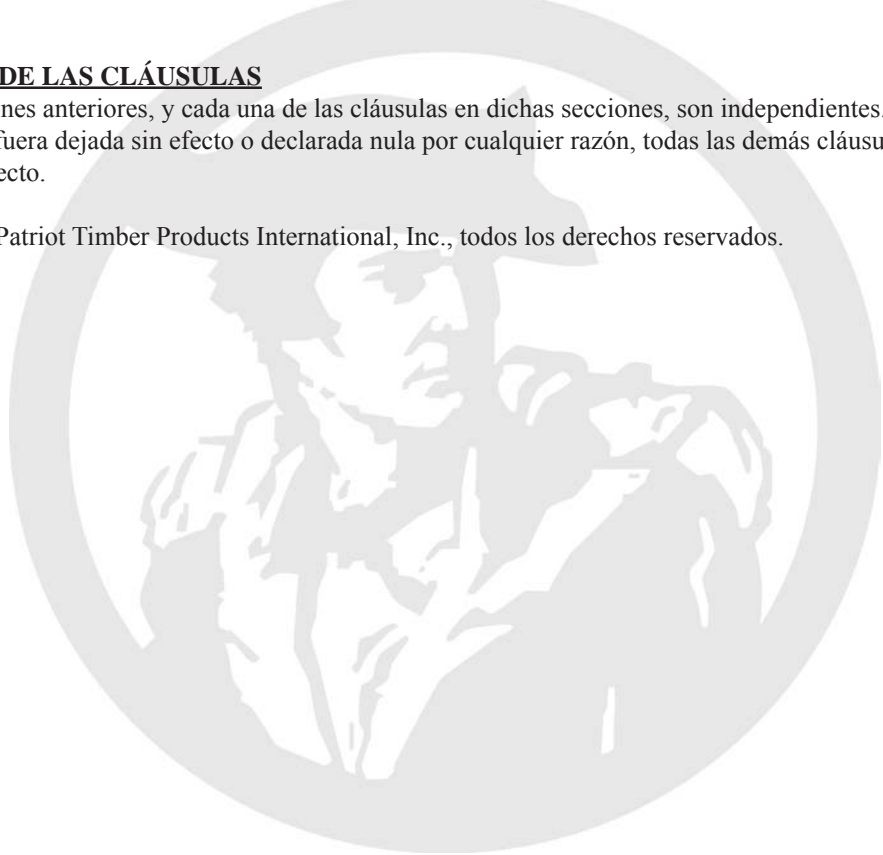 DE LAS CLÁUSULAS
nes anteriores, y cada una de las cláusulas en dichas secciones, son independientes.
fuera dejada sin efecto o declarada nula por cualquier razón, todas las demás cláusu
ecto.
Patriot Timber Products International, Inc., todos los derechos reservados.